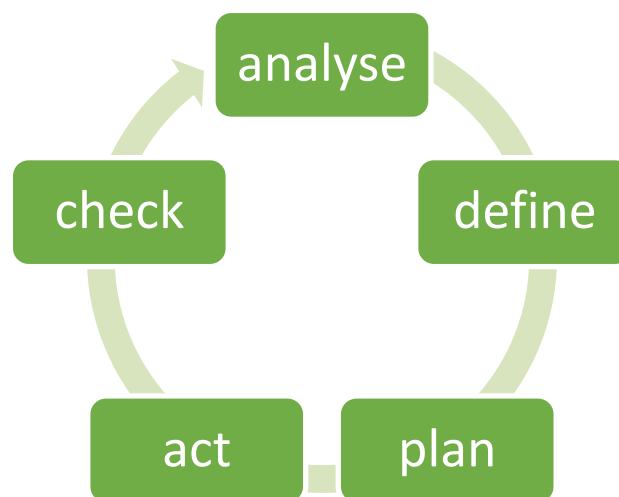 analyse
define
plan
act
check